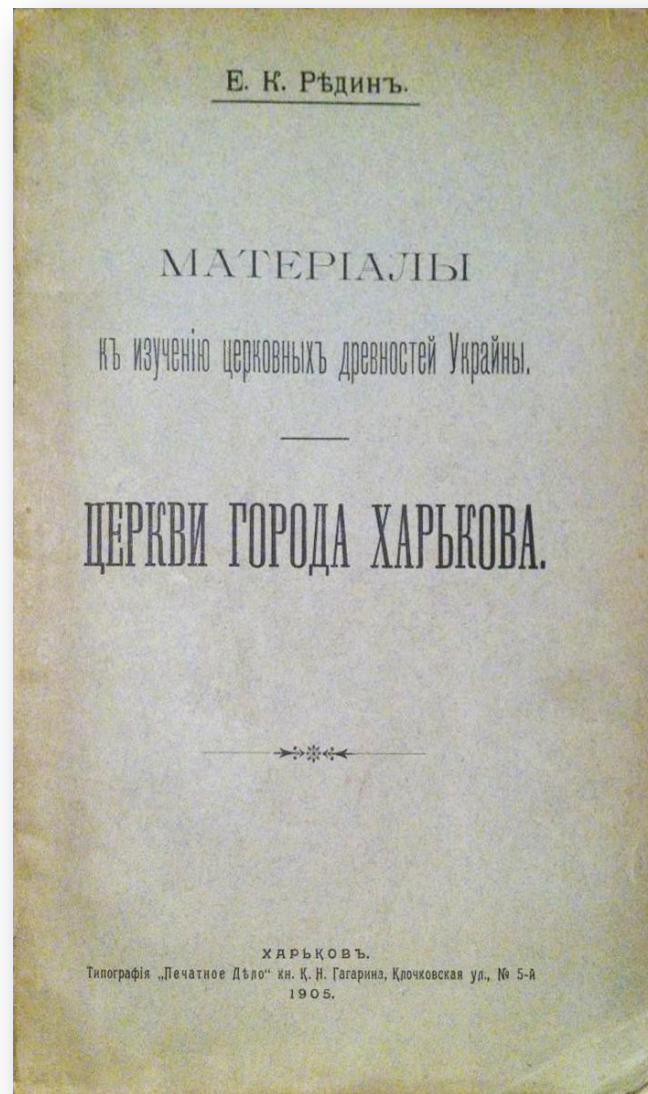 Е. К. Рѣдинъ.
МАТЕРІАЛЫ
къ изученію церковныхъ древностей Украйны.
ЦЕРКВИ ГОРОДА ХАРЬКОВА.
ХАРЬКОВЪ.
Типографія „Печатное Дѣло“ кн. К. Н. Гагарина, Клочковская ул., № 5-й
1905.